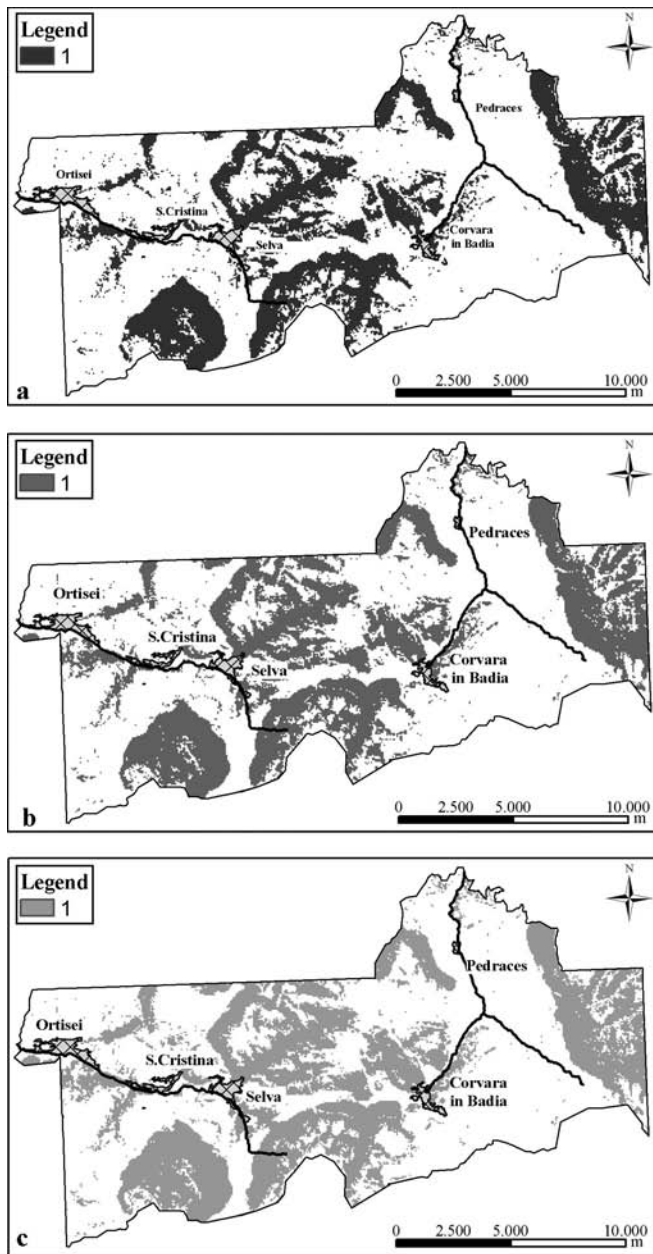 Legend
1
N
Pedraces
Ortisei
S.Cristina
Selva
Corvara
in Badia
0 2.500 5.000 10.000
m
a
Legend
1
N
Pedraces
Ortisei
S.Cristina
Selva
Corvara
in Badia
0 2.500 5.000 10.000
m
b
Legend
1
N
Pedraces
Ortisei
S.Cristina
Selva
Corvara
in Badia
0 2.500 5.000 10.000
m
c